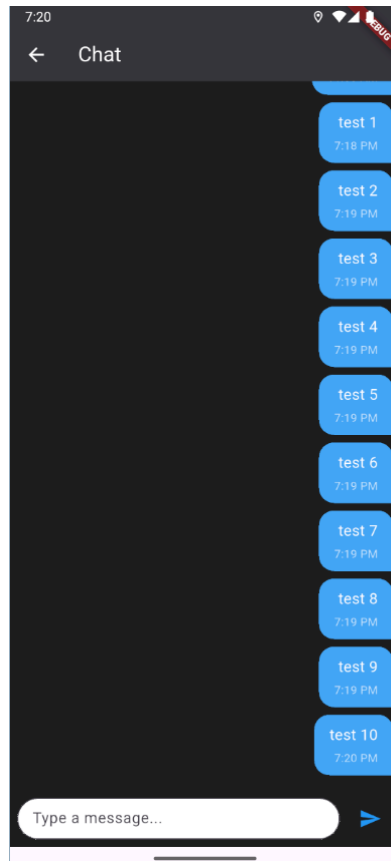 7:20
DEBUG
Chat
test 1
7:18 PM
test 2
7:19 PM
test 3
7:19 PM
test 4
7:19 PM
test 5
7:19 PM
test 6
7:19 PM
test 7
7:19 PM
test 8
7:19 PM
test 9
7:19 PM
test 10
7:20 PM
Type a message...